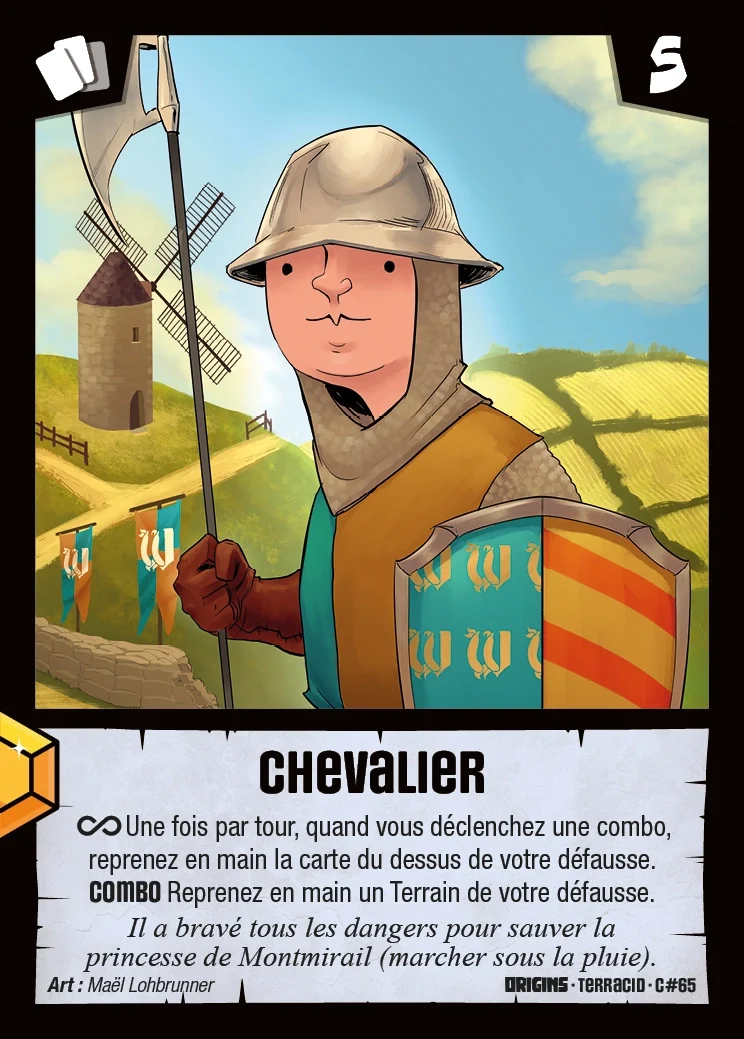 5
W W
W W
W W
CHEVALIER
∞ Une fois par tour, quand vous déclenchez une combo,
reprenez en main la carte du dessus de votre défausse.
COMBO Reprenez en main un Terrain de votre défausse.
Il a bravé tous les dangers pour sauver la
princesse de Montmirail (marcher sous la pluie).
Art : Maël Lohbrunner
ORIGINS · TERRACID · C#65